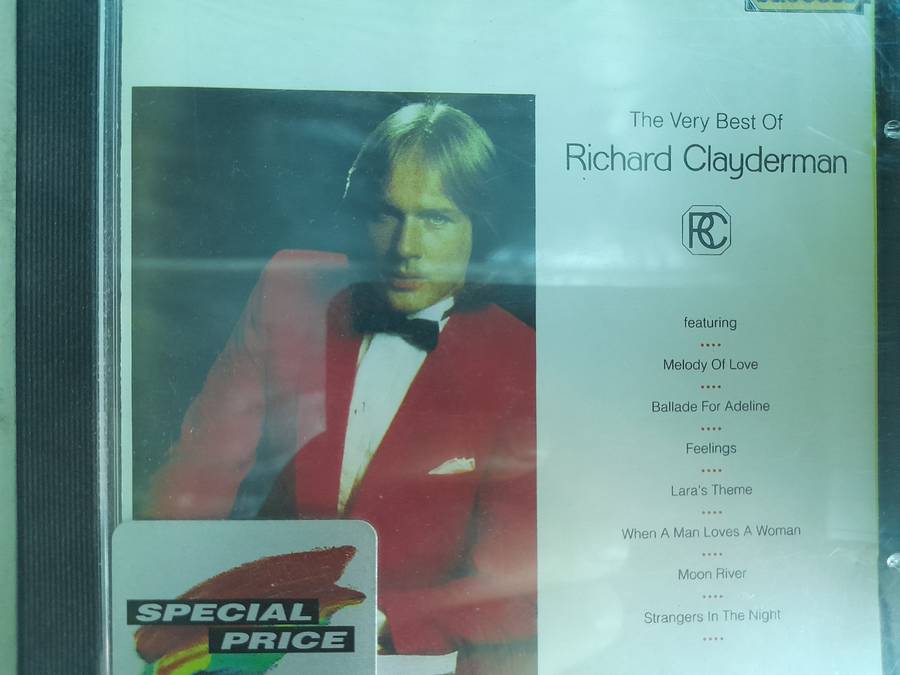 The Very Best Of
Richard Clayderman
RC
featuring
Melody Of Love
Ballade For Adeline
Feelings
Lara's Theme
When A Man Loves A Woman
Moon River
Strangers In The Night
SPECIAL
PRICE